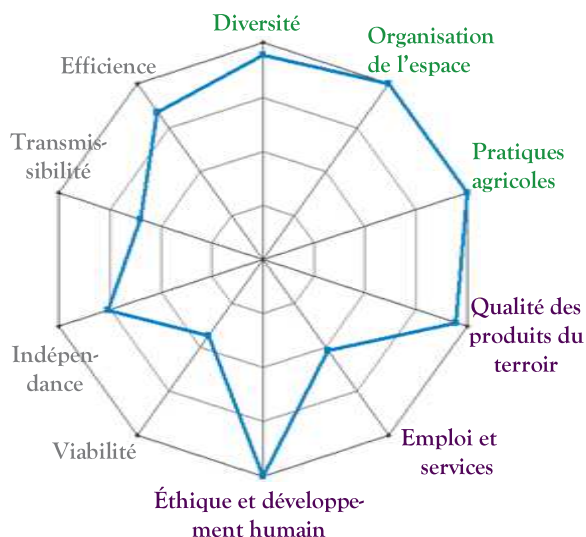 Diversité
Organisation
de l'espace
Pratiques
agricoles
Qualité des
produits du
terroir
Emploi et
services
Éthique et développe-
ment humain
Viabilité
Indépen-
dance
Transmis-
sibilité
Efficience